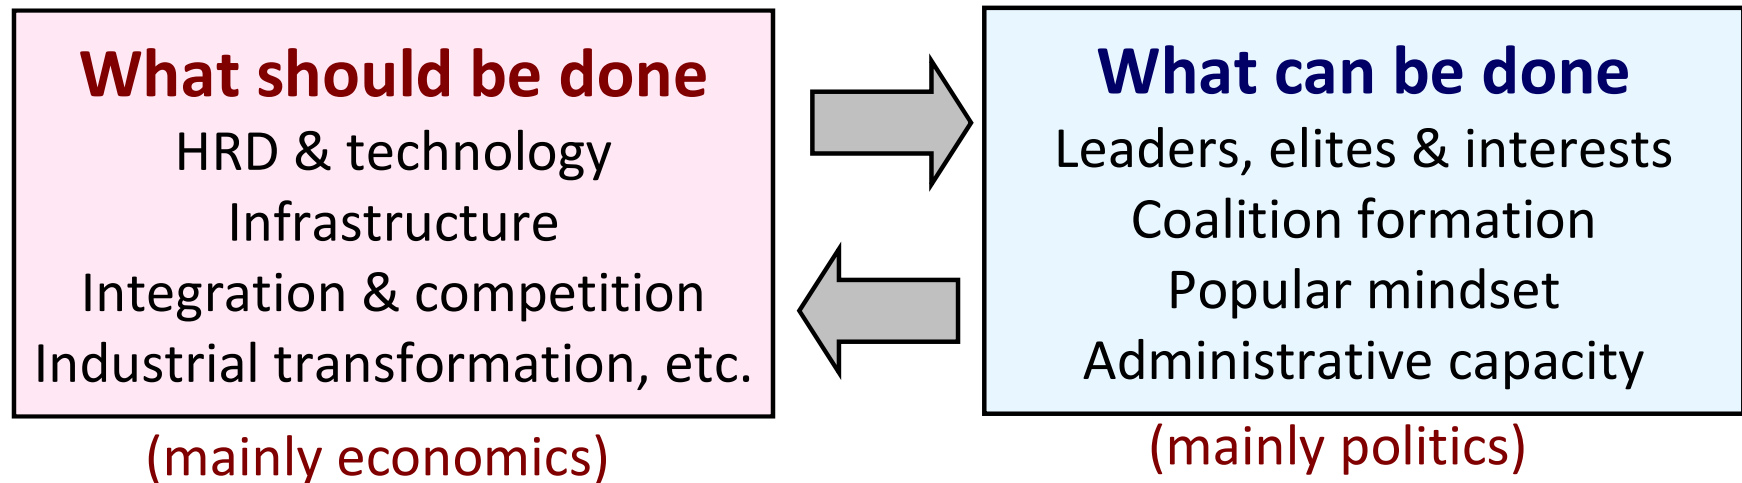 What should be done
HRD & technology
Infrastructure
Integration & competition
Industrial transformation, etc.
(mainly economics)
What can be done
Leaders, elites & interests
Coalition formation
Popular mindset
Administrative capacity
(mainly politics)